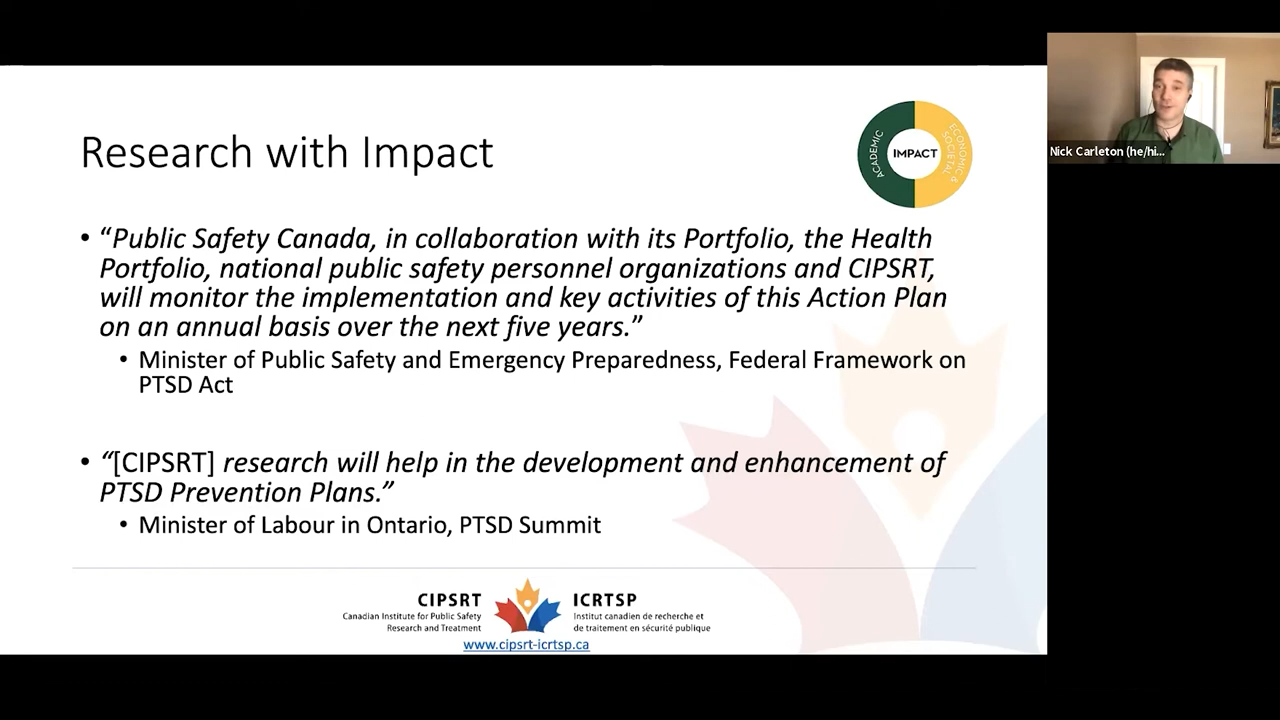 Research with Impact
ACADEMIC
IMPACT
ECONOMIC &
SOCIETAL
Nick Carleton (he/hi...
• “Public Safety Canada, in collaboration with its Portfolio, the Health
Portfolio, national public safety personnel organizations and CIPSRT,
will monitor the implementation and key activities of this Action Plan
on an annual basis over the next five years.”
• Minister of Public Safety and Emergency Preparedness, Federal Framework on
PTSD Act
• “[CIPSRT] research will help in the development and enhancement of
PTSD Prevention Plans.”
• Minister of Labour in Ontario, PTSD Summit
CIPSRT
Canadian Institute for Public Safety
Research and Treatment
ICRTSP
Institut canadien de recherche et
de traitement en sécurité publique
www.cipsrt-icrtsp.ca